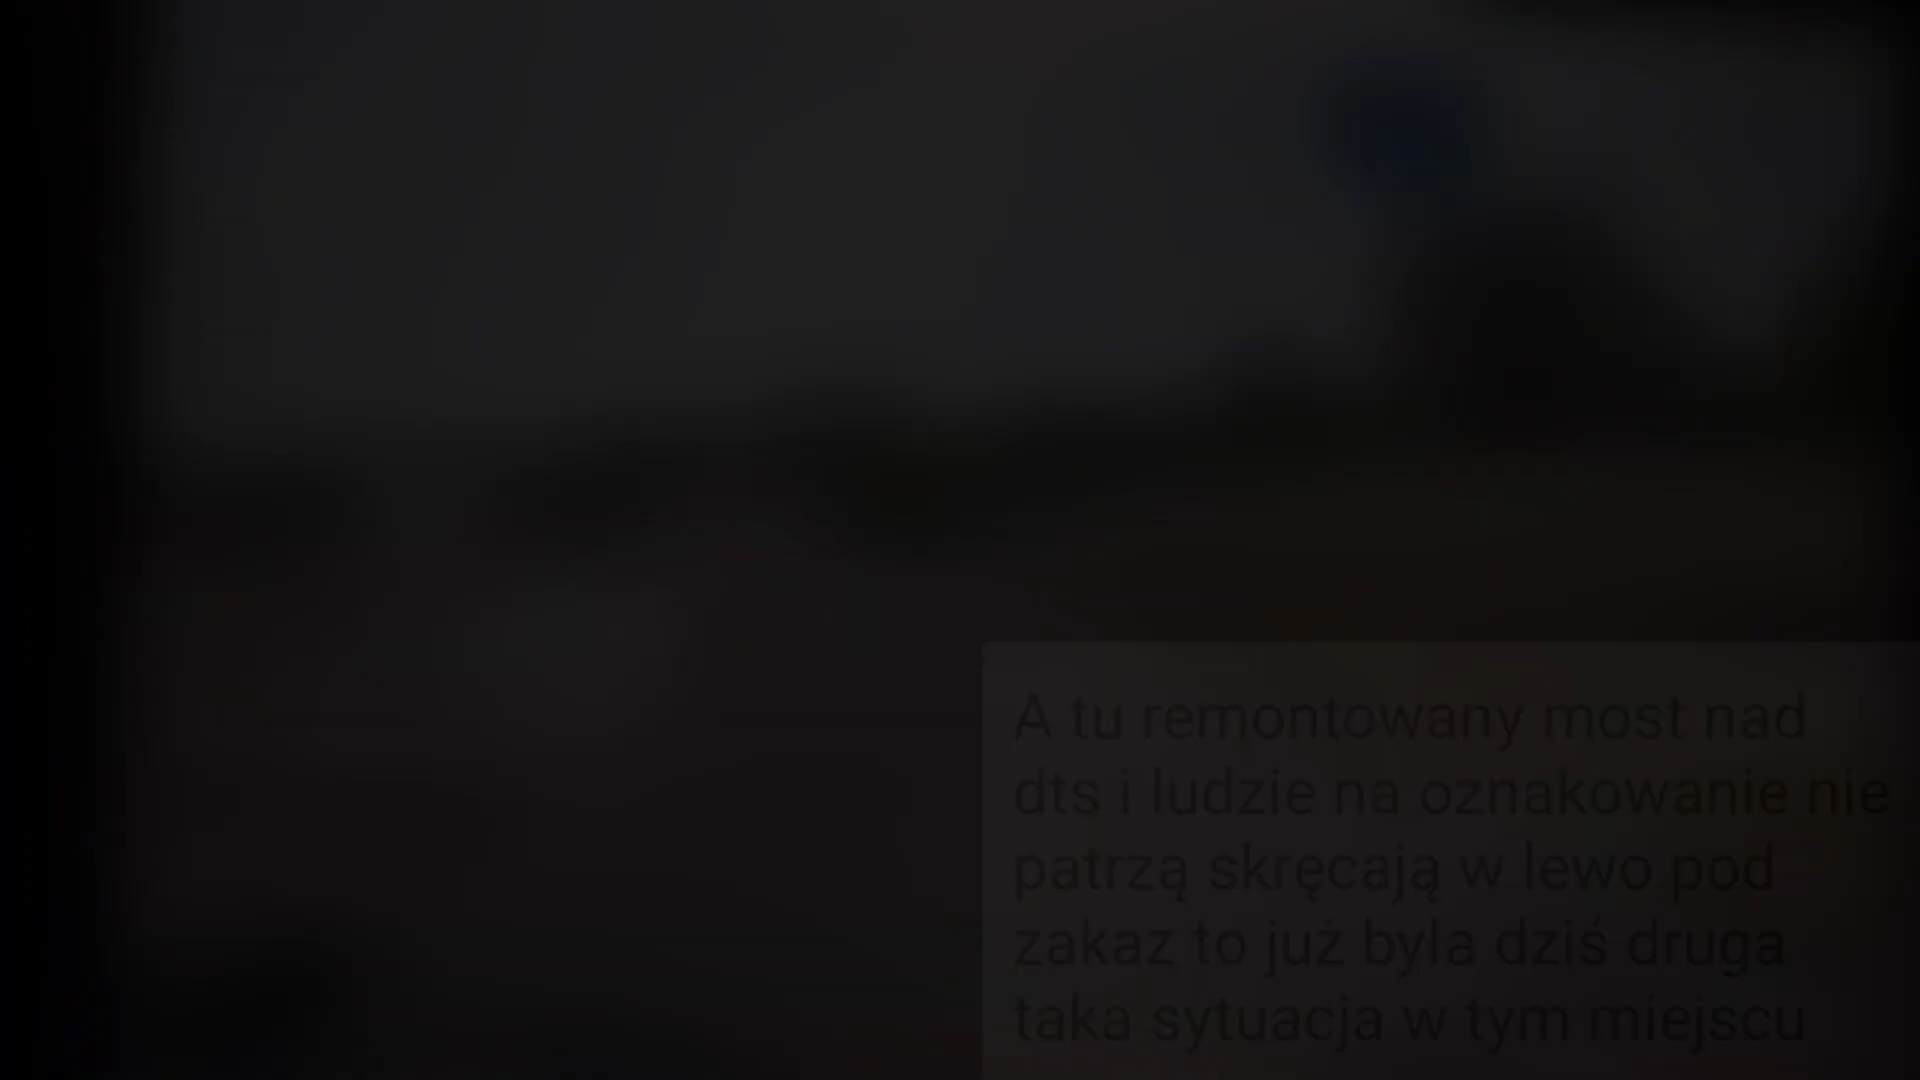 A tu remontowany most nad
dts i ludzie na oznakowanie nie
patrzą skręcają w lewo pod
zakaz to już byla dziś druga
taka sytuacja w tym miejscu